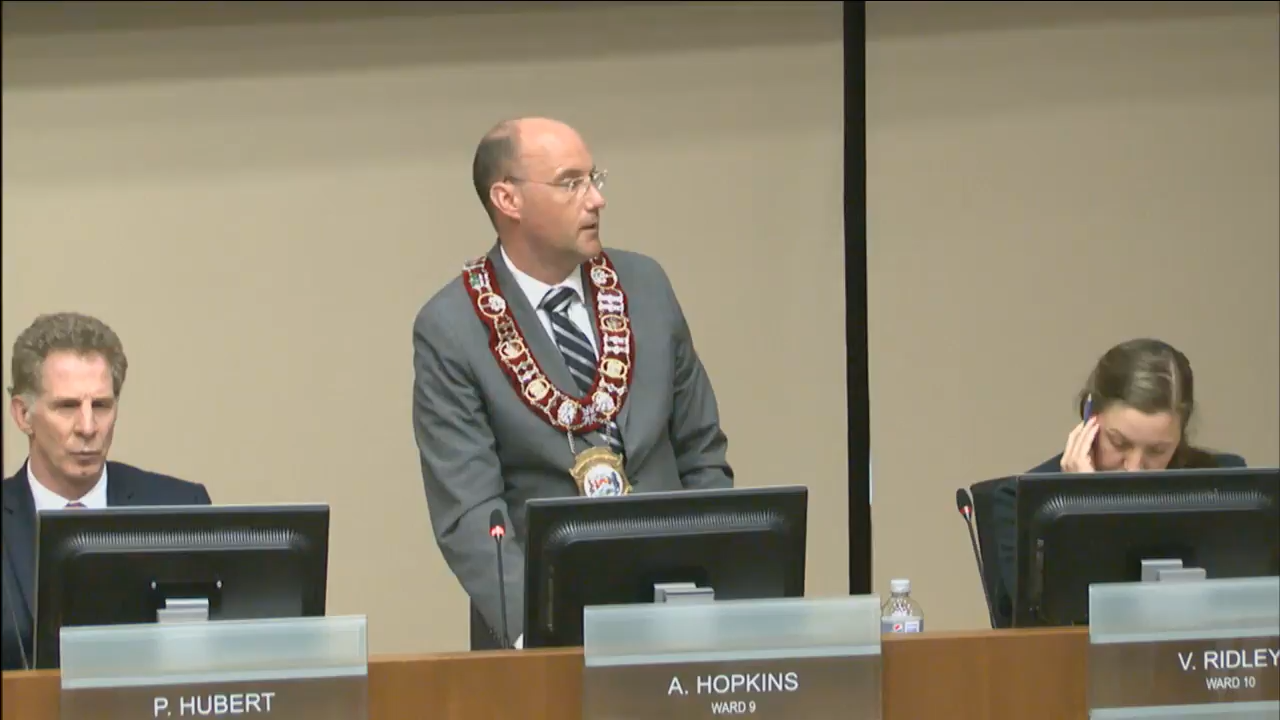 P. HUBERT
A. HOPKINS
WARD 9
V. RIDLEY
WARD 10